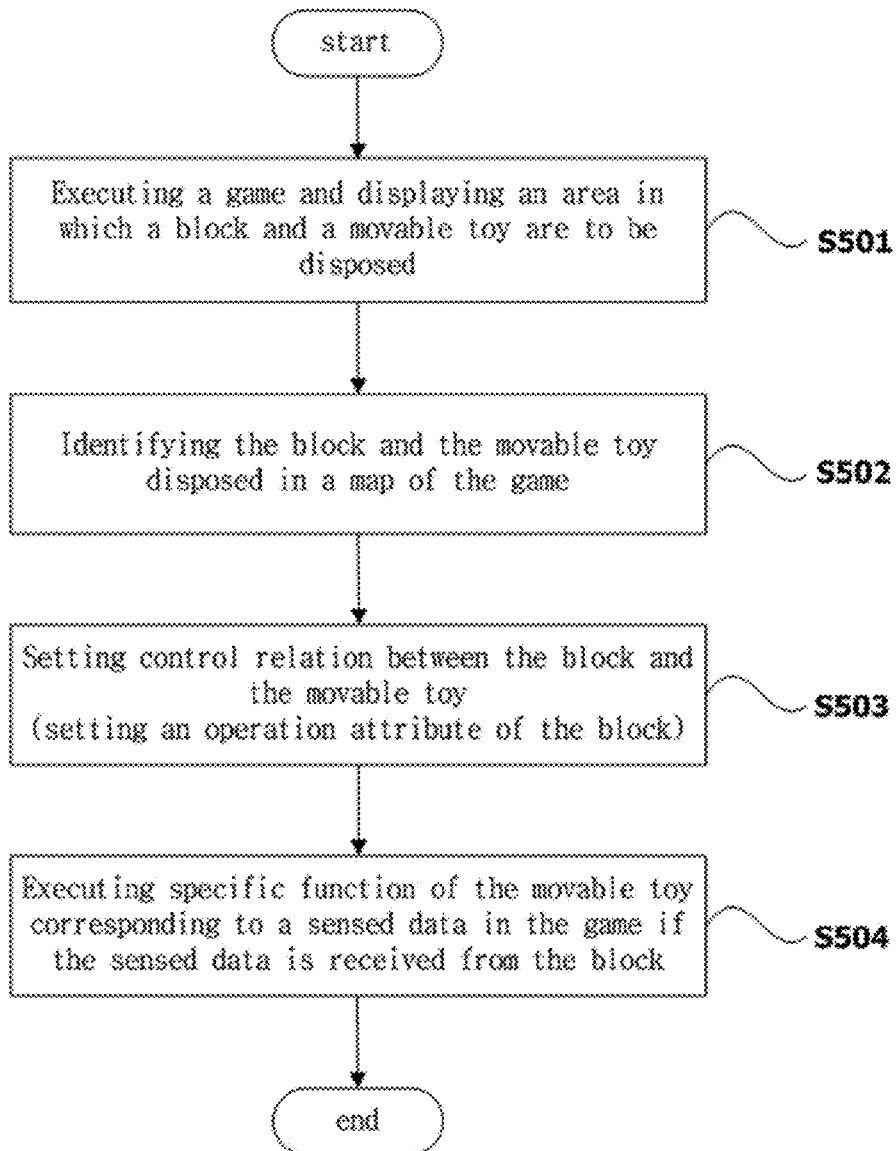 start
Executing a game and displaying an area in
which a block and a movable toy are to be
disposed
S501
Identifying the block and the movable toy
disposed in a map of the game
S502
Setting control relation between the block and
the movable toy
(setting an operation attribute of the block)
S503
Executing specific function of the movable toy
corresponding to a sensed data in the game if
the sensed data is received from the block
S504
end